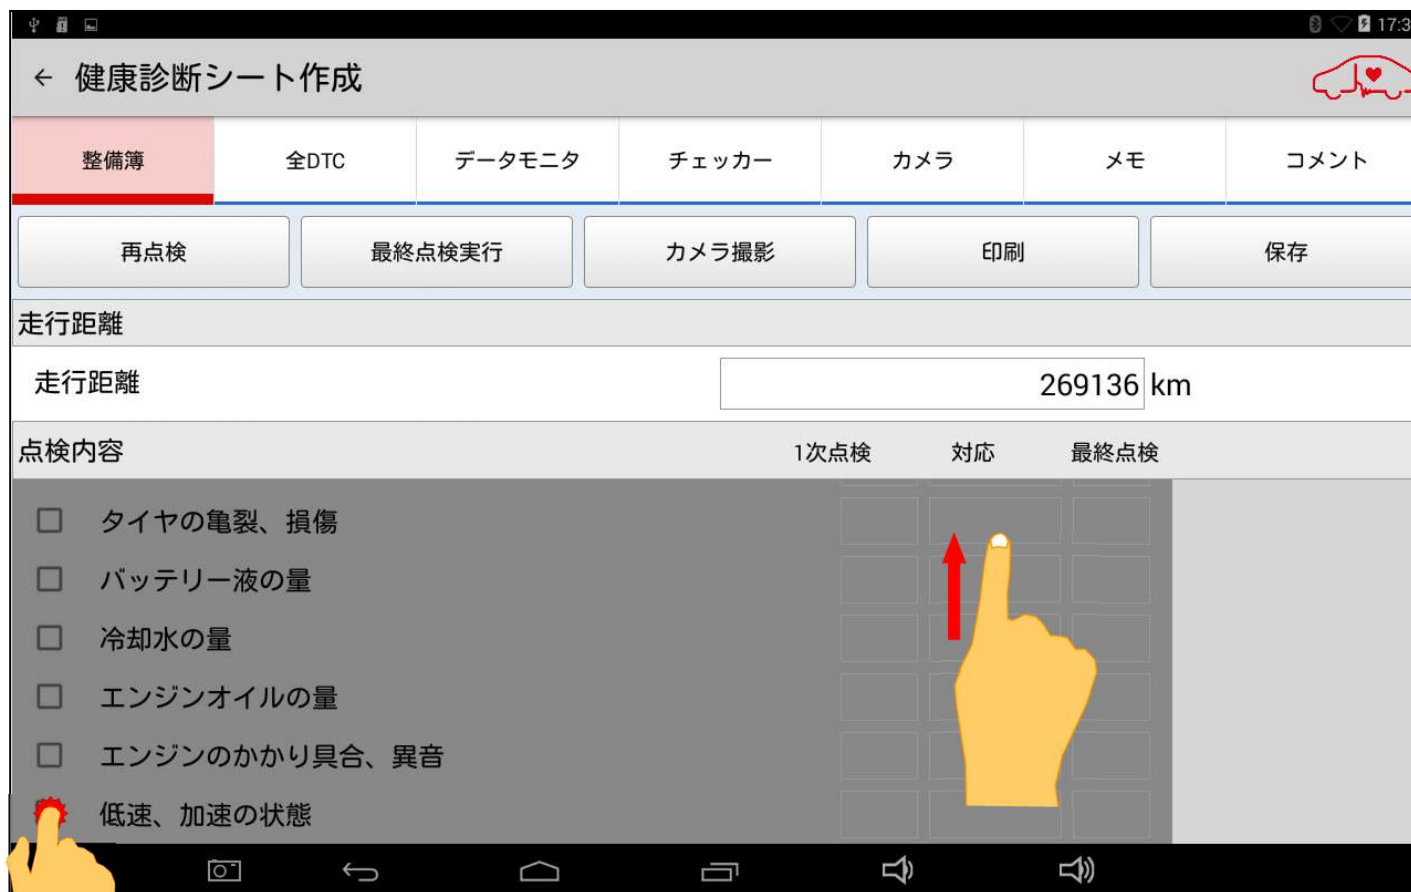 17:3
健康診断シート作成
整備簿 全DTC データモニタ チェッカー カメラ メモ コメント
再点検 最終点検実行 カメラ撮影 印刷 保存
走行距離
走行距離 269136 km
点検内容 1次点検 対応 最終点検
タイヤの亀裂、損傷
バッテリー液の量
冷却水の量
エンジンオイルの量
エンジンのかかり具合、異音
低速、加速の状態